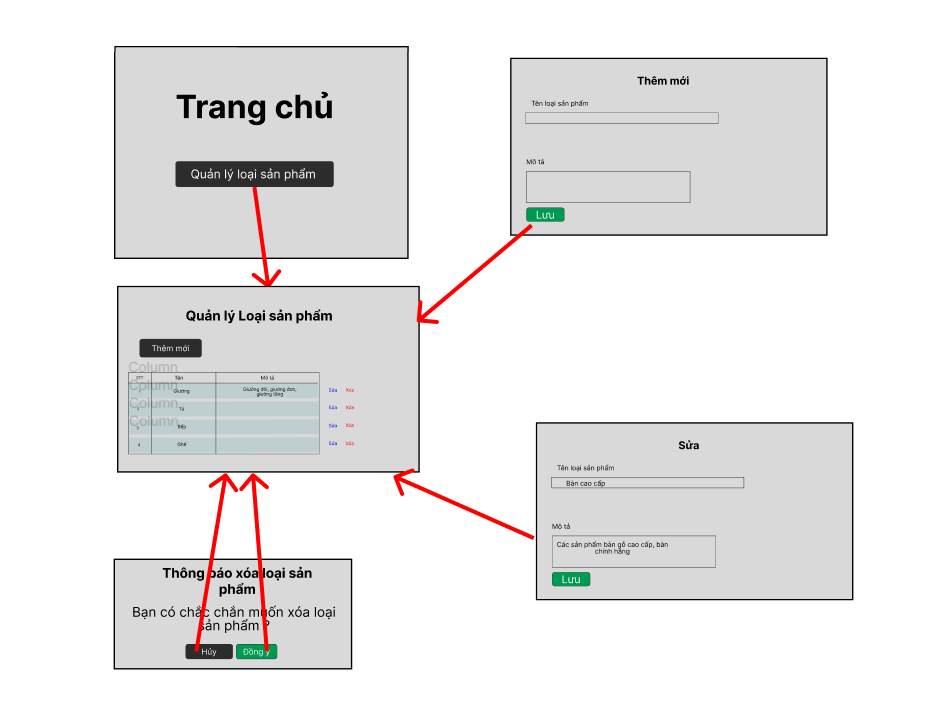 Trang chủ
Quản lý loại sản phẩm
Thêm mới
Tên loại sản phẩm
Mô tả
Lưu
Quản lý Loại sản phẩm
Thêm mới
Column
STT Tên Mô tả
Column
Giường Giường đôi, giường đơn, giường tầng Sửa Xóa
Column
Tủ Sửa Xóa
Column
Bếp Sửa Xóa
4 Ghế Sửa Xóa
Sửa
Tên loại sản phẩm
Bàn cao cấp
Mô tả
Các sản phẩm bàn gỗ cao cấp, bàn
chính hãng
Lưu
Thông báo xóa loại sản
phẩm
Bạn có chắc chắn muốn xóa loại
sản phẩm ?
Hủy Đồng ý